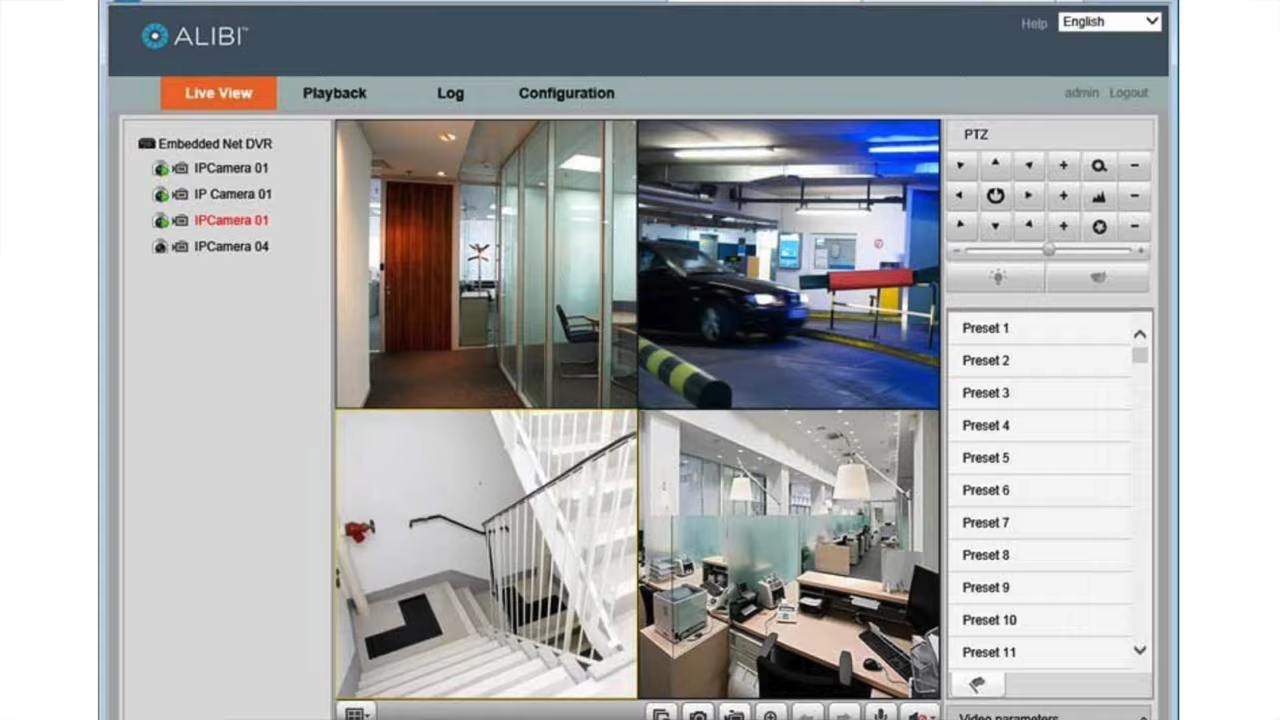 ALIBI™
Help English
Live View Playback Log Configuration
admin Logout
Embedded Net DVR
IPCamera 01
IP Camera 01
IPCamera 01
IPCamera 04
PTZ
Preset 1
Preset 2
Preset 3
Preset 4
Preset 5
Preset 6
Preset 7
Preset 8
Preset 9
Preset 10
Preset 11
Video parameters